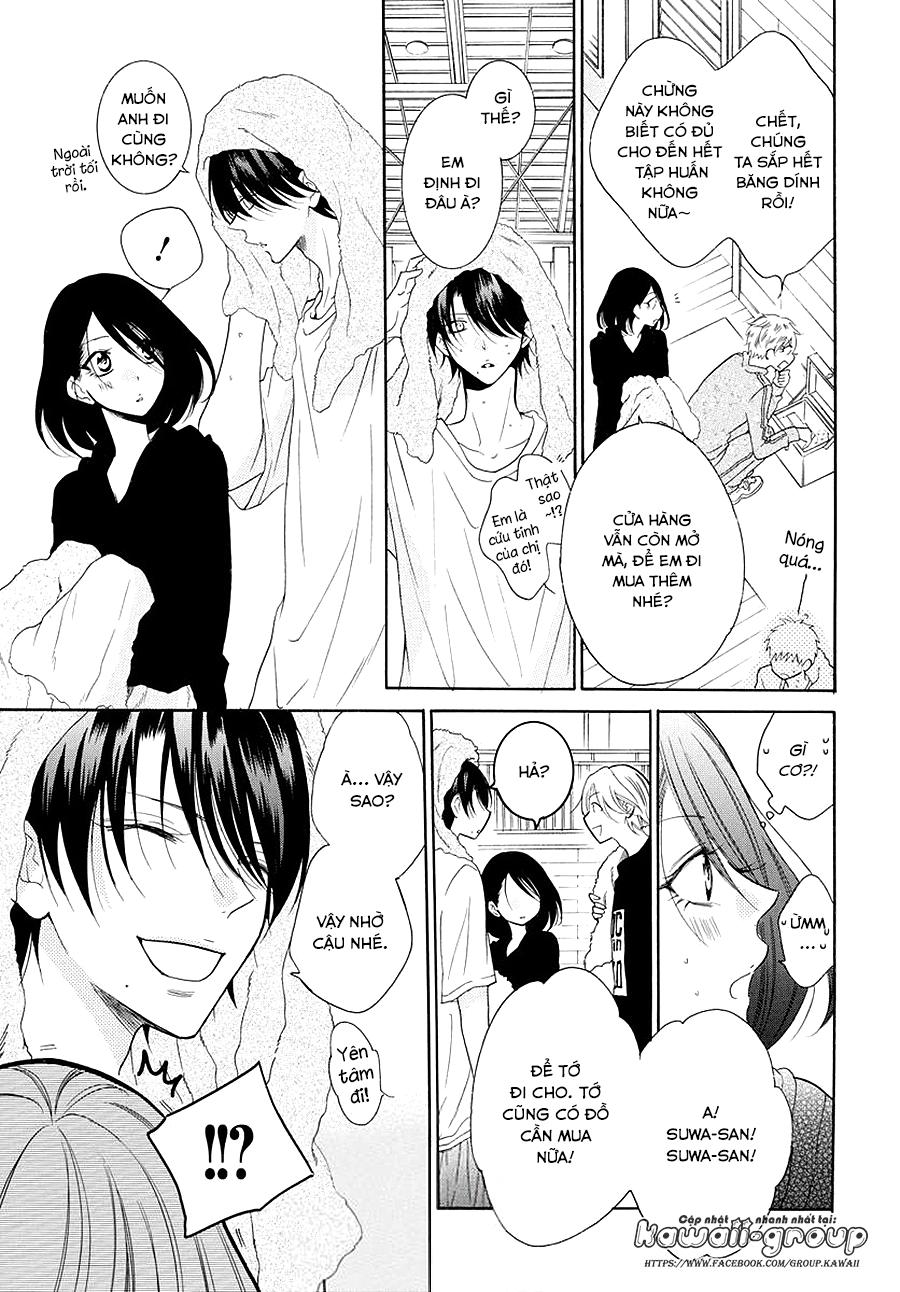 CHẾT,
CHÚNG
TA SẮP HẾT
BĂNG DÍNH
RỒI!
CHỪNG
NÀY KHÔNG
BIẾT CÓ ĐỦ
CHO ĐẾN HẾT
TẬP HUẤN
KHÔNG
NỮA~
CỬA HÀNG
VẪN CÒN MỞ
MÀ, ĐỂ EM ĐI
MUA THÊM
NHÉ?
Nóng
quá...
Thật
sao
~!?
Em là
cứu tinh
của chị
đó!
GÌ
THẾ?
EM
ĐỊNH ĐI
ĐÂU À?
MUỐN
ANH ĐI
CÙNG
KHÔNG?
Ngoài
trời tối
rồi.
!
GÌ
CƠ?!
ỪMM
...
A!
SUWA-SAN!
SUWA-SAN!
HẢ?
ĐỂ TỚ
ĐI CHO. TỚ
CŨNG CÓ ĐỒ
CẦN MUA
NỮA!
À... VẬY
SAO?
VẬY NHỜ
CẬU NHÉ.
Yên
tâm
đi!
!!?
Cập nhật nhanh nhất tại:
kawaii-group
HTTPS://WWW.FACEBOOK.COM/GROUP.KAWAII